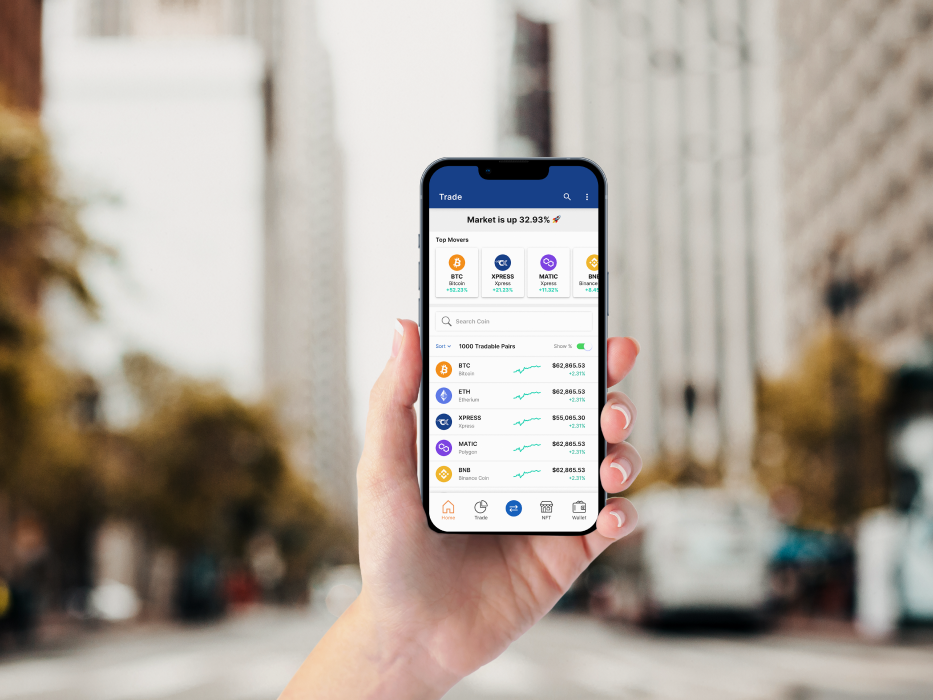 Trade
Market is up 32.93% 🚀
Top Movers
BTC
Bitcoin
+52.23%
XPRESS
Xpress
+21.23%
MATIC
Xpress
+11.32%
BNB
Binance
Search Coin
Sort
1000 Tradable Pairs
Show %
BTC
Bitcoin
$62,865.53
+2.31%
ETH
Etherium
$62,865.53
+2.31%
XPRESS
Xpress
$55,065.30
+2.31%
MATIC
Polygon
$62,865.53
+2.31%
BNB
Binance Coin
$62,865.53
+2.31%
Home
Trade
NFT
Wallet